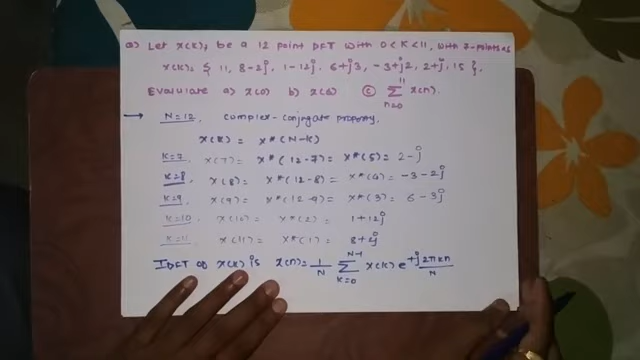 Q) Let x(k), be a 12 point DFT with 0<K<11, with 7-points as
x(k) = { 11, 8-2j, 1-12j, 6+j3, -3+j2, 2+j, 15 }.
Evaluate a) x(0) b) x(6) (c) 11 Σ n=0 x(n).
→ N=12, complex-conjugate property.
x(k) = x*(N-k)
k=7 x(7) = x*(12-7) = x*(5) = 2-j
k=8 x(8) = x*(12-8) = x*(4) = -3-2j
k=9 x(9) = x*(12-9) = x*(3) = 6-3j
k=10 x(10) = x*(2) = 1+12j
k=11 x(11) = x*(1) = 8+2j
IDFT of x(k) is x(n) = 1/N N-1 Σ k=0 x(k) e +j2πkn/N